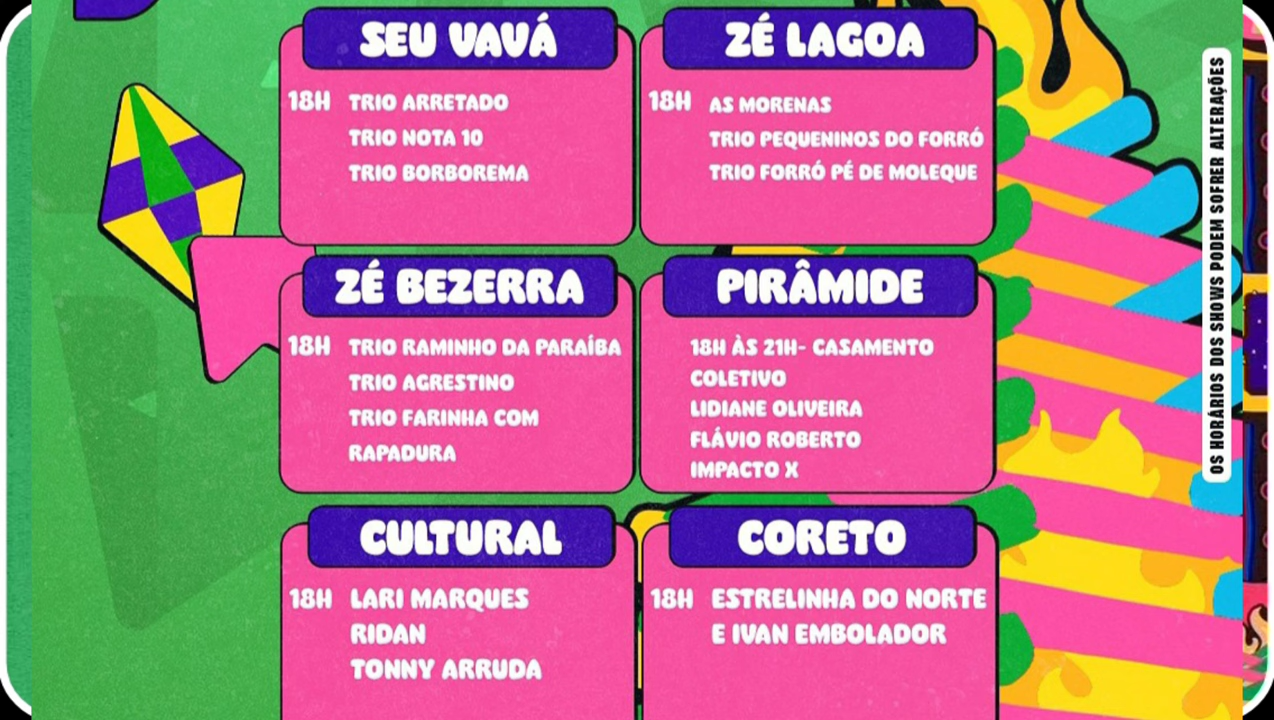 SEU VAVÁ
18H TRIO ARRETADO
TRIO NOTA 10
TRIO BORBOREMA
ZÉ LAGOA
18H AS MORENAS
TRIO PEQUENINOS DO FORRÓ
TRIO FORRÓ PÉ DE MOLEQUE
ZÉ BEZERRA
18H TRIO RAMINHO DA PARAÍBA
TRIO AGRESTINO
TRIO FARINHA COM
RAPADURA
PIRÂMIDE
18H ÀS 21H- CASAMENTO
COLETIVO
LIDIANE OLIVEIRA
FLÁVIO ROBERTO
IMPACTO X
CULTURAL
18H LARI MARQUES
RIDAN
TONNY ARRUDA
CORETO
18H ESTRELINHA DO NORTE
E IVAN EMBOLADOR
OS HORÁRIOS DOS SHOWS PODEM SOFRER ALTERAÇÕES